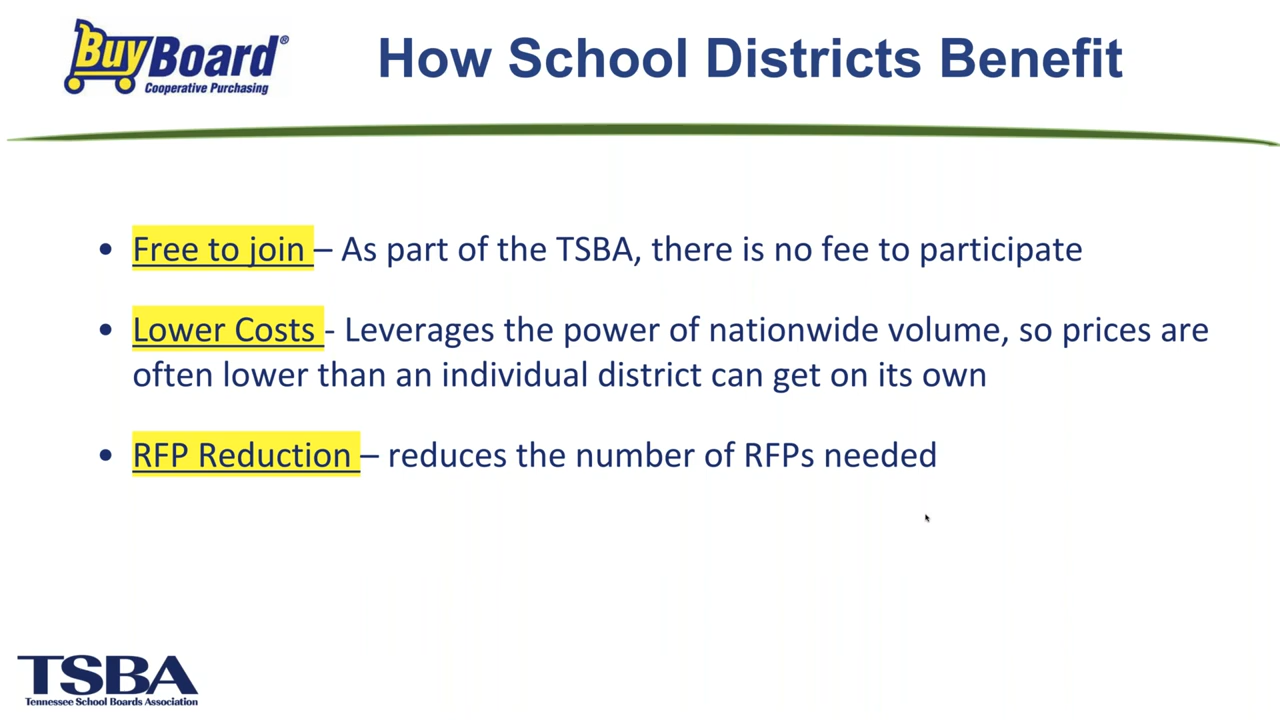 BuyBoard®
Cooperative Purchasing
How School Districts Benefit
• Free to join – As part of the TSBA, there is no fee to participate
• Lower Costs - Leverages the power of nationwide volume, so prices are
often lower than an individual district can get on its own
• RFP Reduction – reduces the number of RFPs needed
TSBA
Tennessee School Boards Association